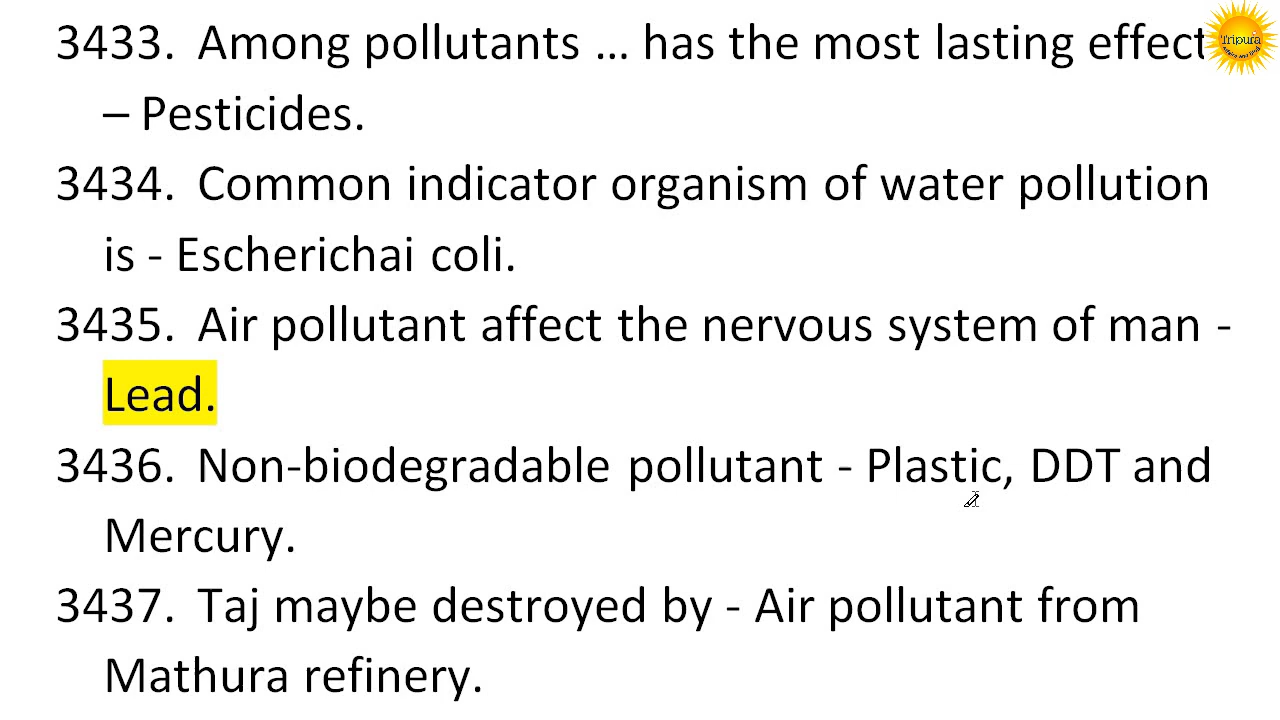 3433. Among pollutants ... has the most lasting effect
– Pesticides.
3434. Common indicator organism of water pollution
is - Escherichai coli.
3435. Air pollutant affect the nervous system of man -
Lead.
3436. Non-biodegradable pollutant - Plastic, DDT and
Mercury.
3437. Taj maybe destroyed by - Air pollutant from
Mathura refinery.
Tripura